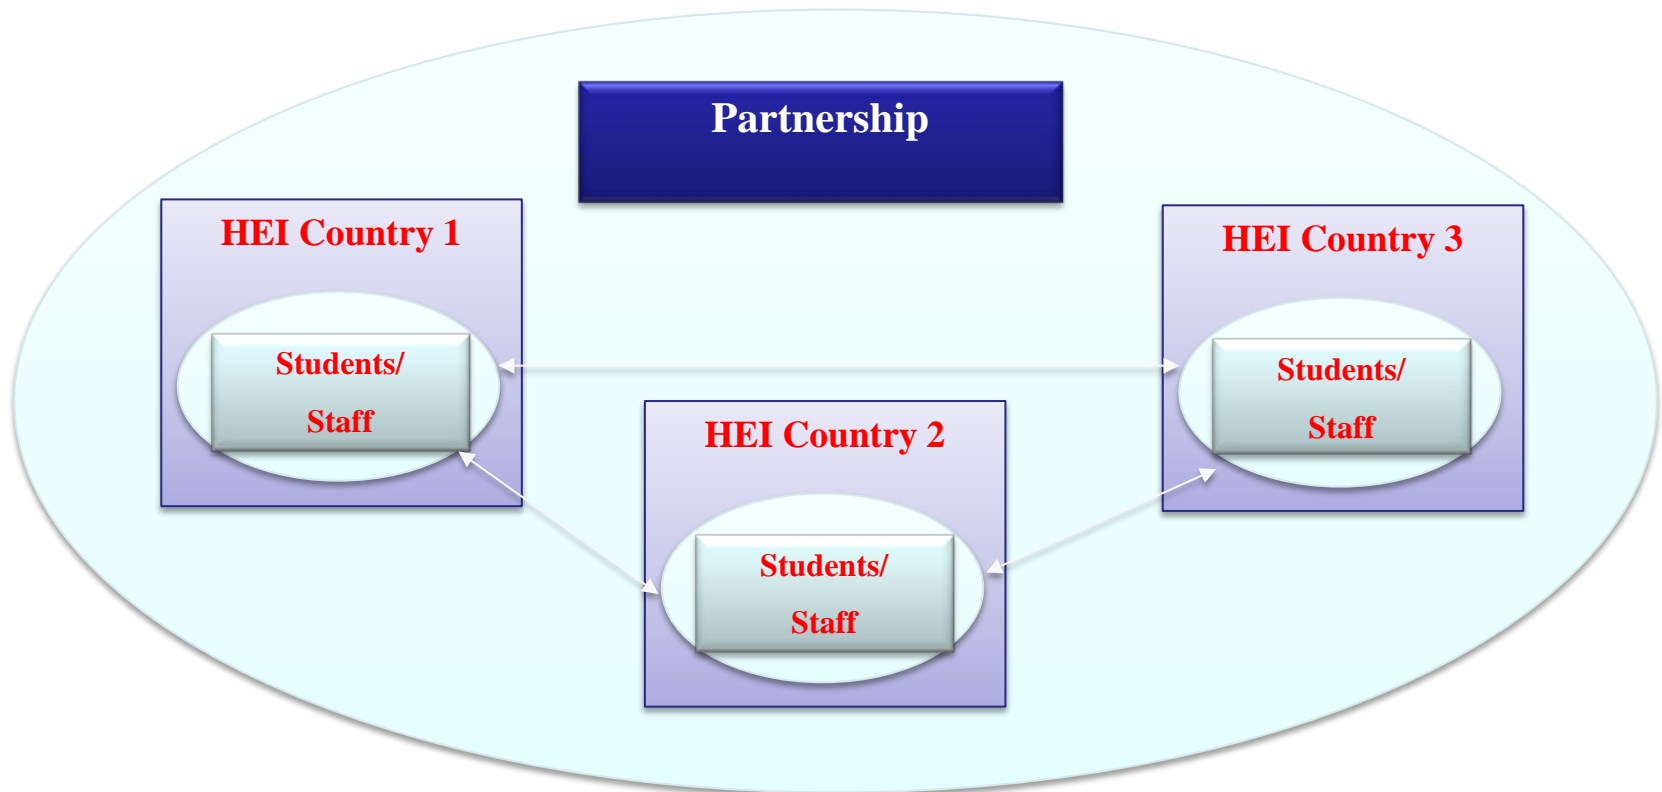 Partnership
HEI Country 1
Students/
Staff
HEI Country 2
Students/
Staff
HEI Country 3
Students/
Staff